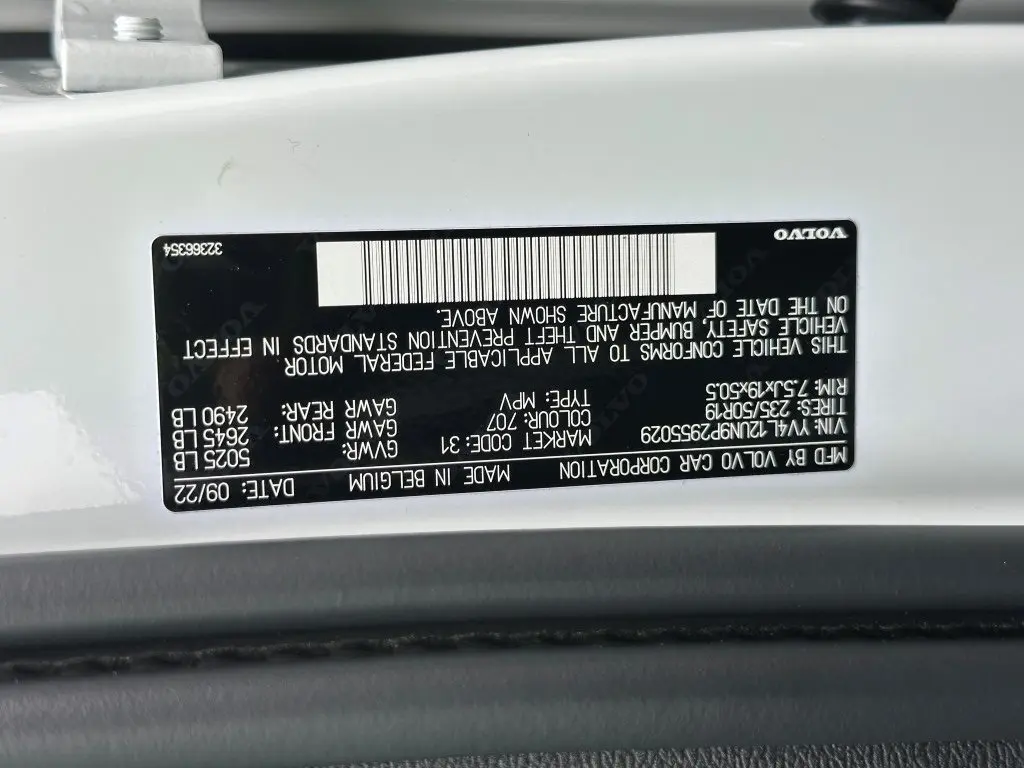 MFD BY VOLVO CAR CORPORATION MADE IN BELGIUM DATE: 09/22
VIN: YV4L12UN9P2955029 MARKET CODE: 31 GVWR: 5025 LB
TIRES: 235/50R19 COLOUR: 707 GAWR FRONT: 2645 LB
RIM: 7.5Jx19x50.5 TYPE: MPV GAWR REAR: 2490 LB
THIS VEHICLE CONFORMS TO ALL APPLICABLE FEDERAL MOTOR
VEHICLE SAFETY, BUMPER AND THEFT PREVENTION STANDARDS IN EFFECT
ON THE DATE OF MANUFACTURE SHOWN ABOVE.
VOLVO 32366354